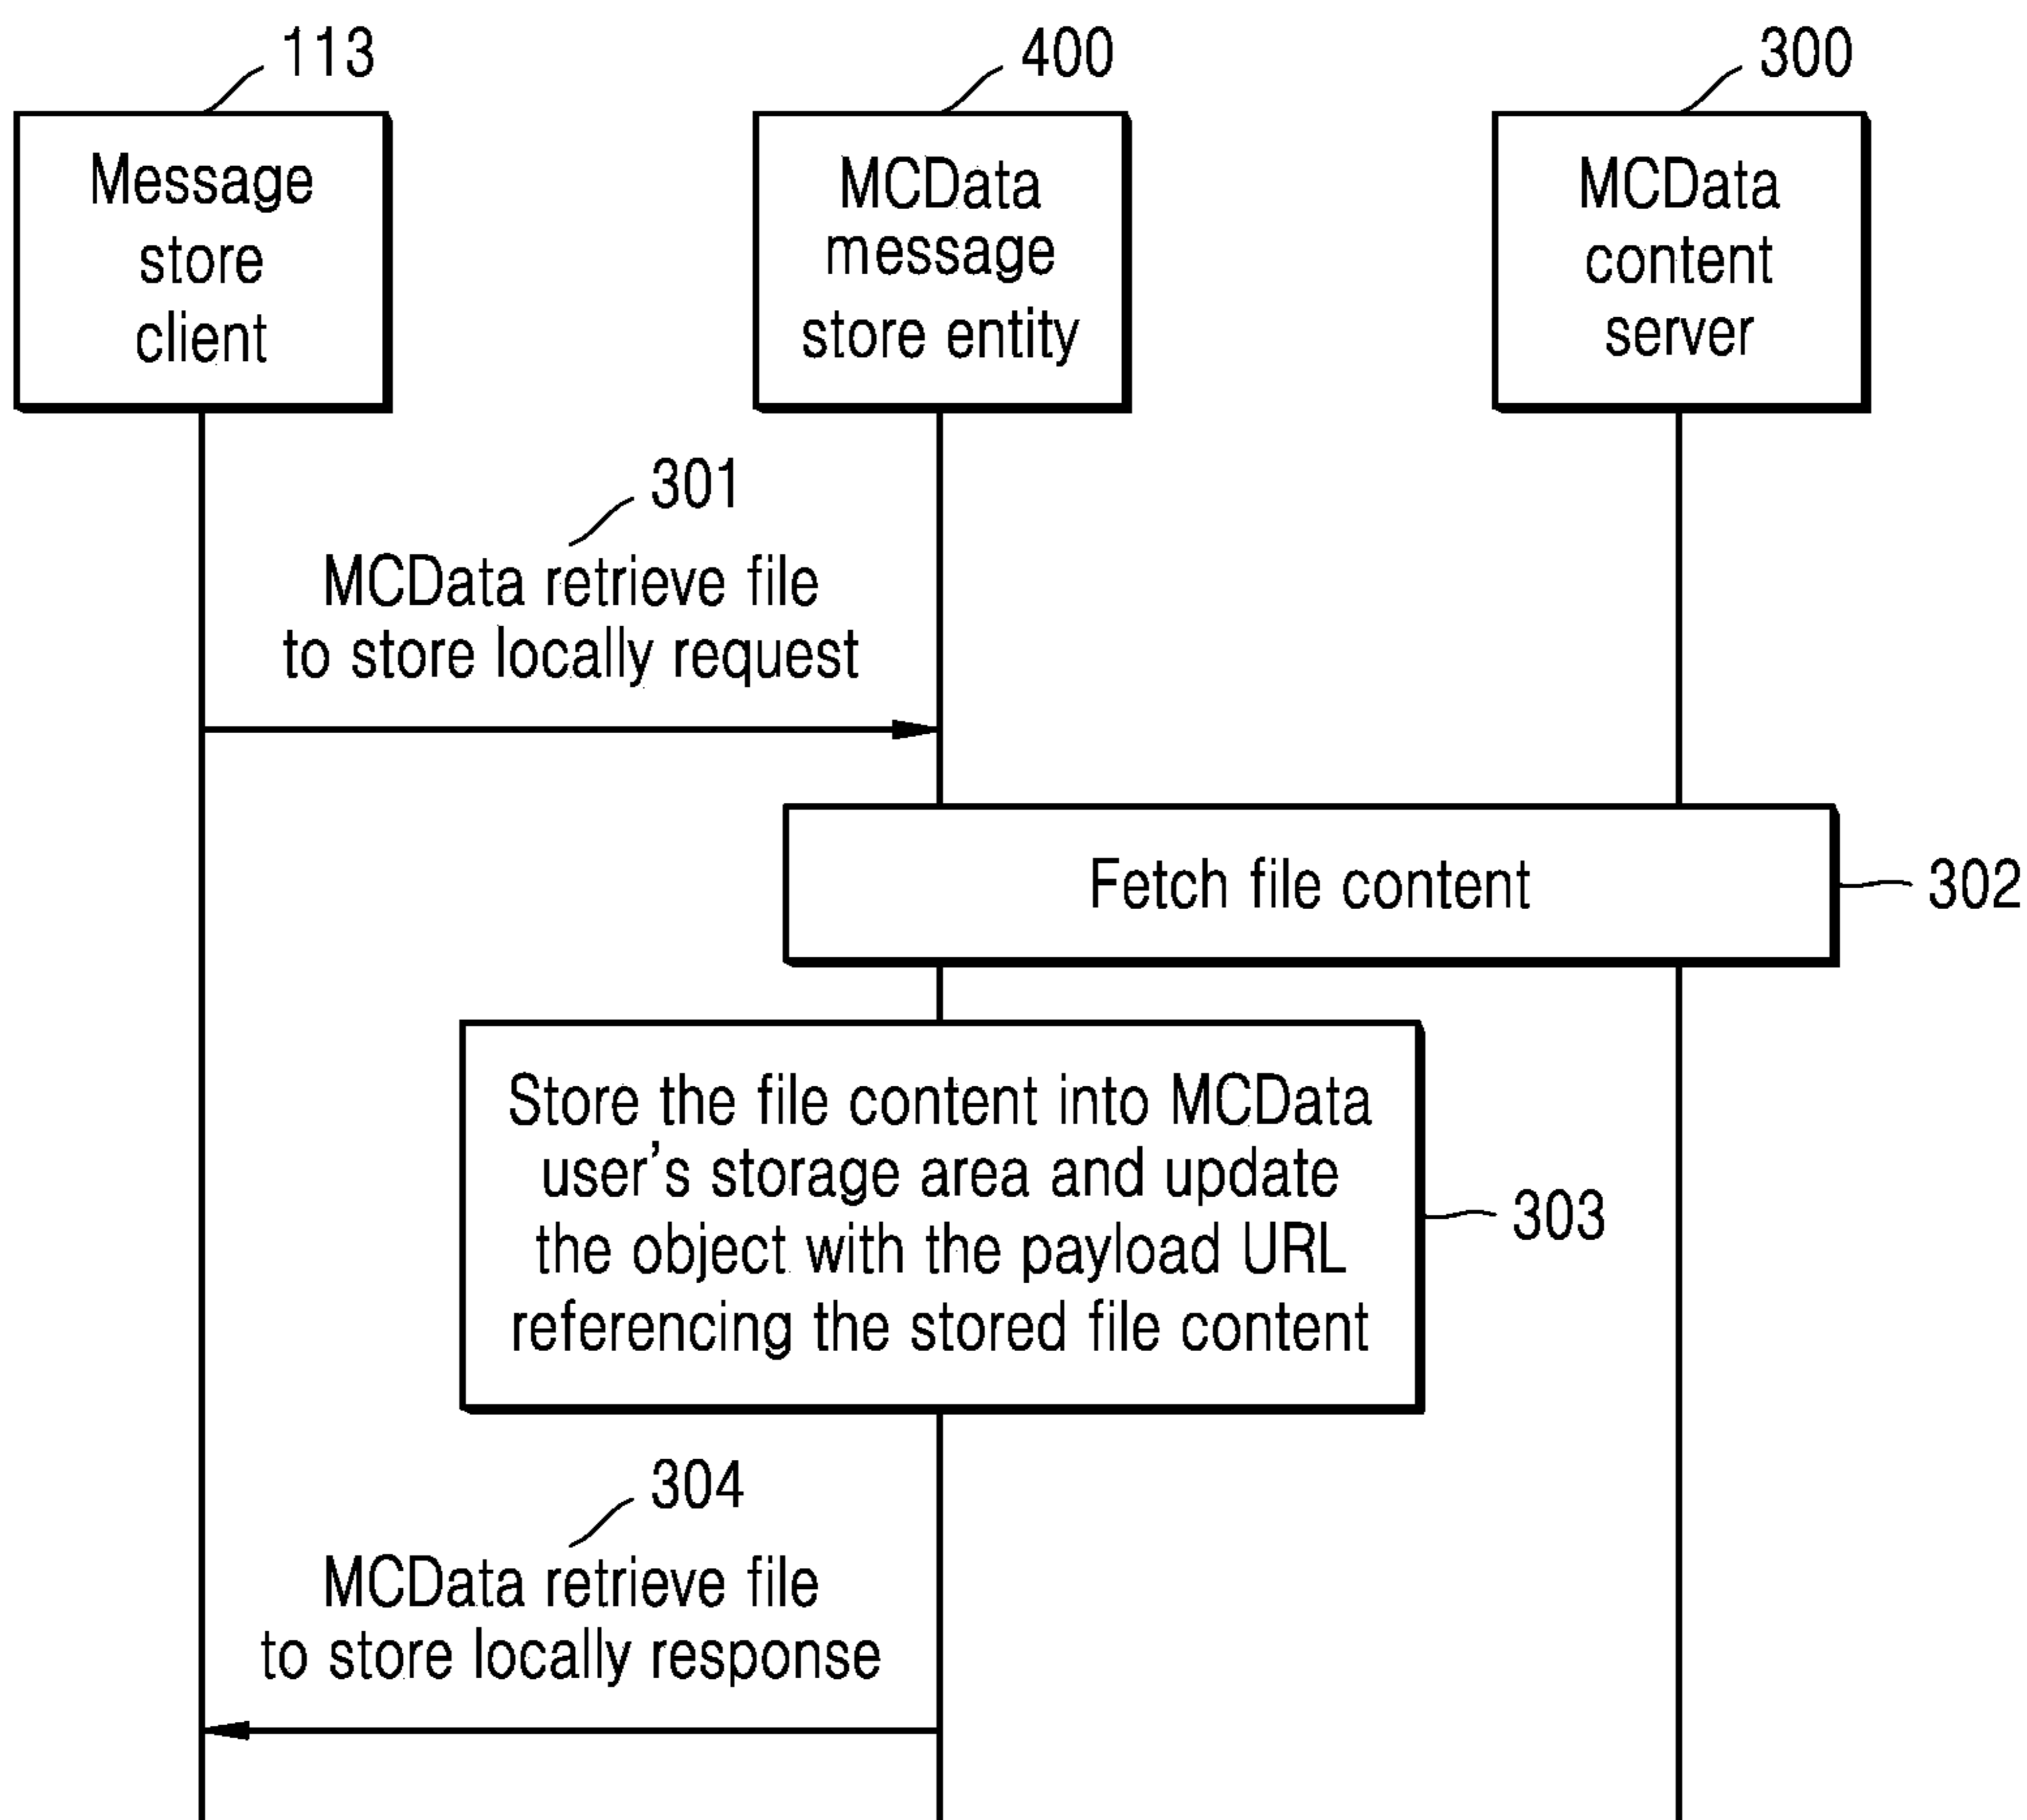 113
400
300
Message
store
client
MCData
message
store entity
MCData
content
server
301
MCData retrieve file
to store locally request
Fetch file content
302
Store the file content into MCData
user's storage area and update
the object with the payload URL
referencing the stored file content
303
304
MCData retrieve file
to store locally response